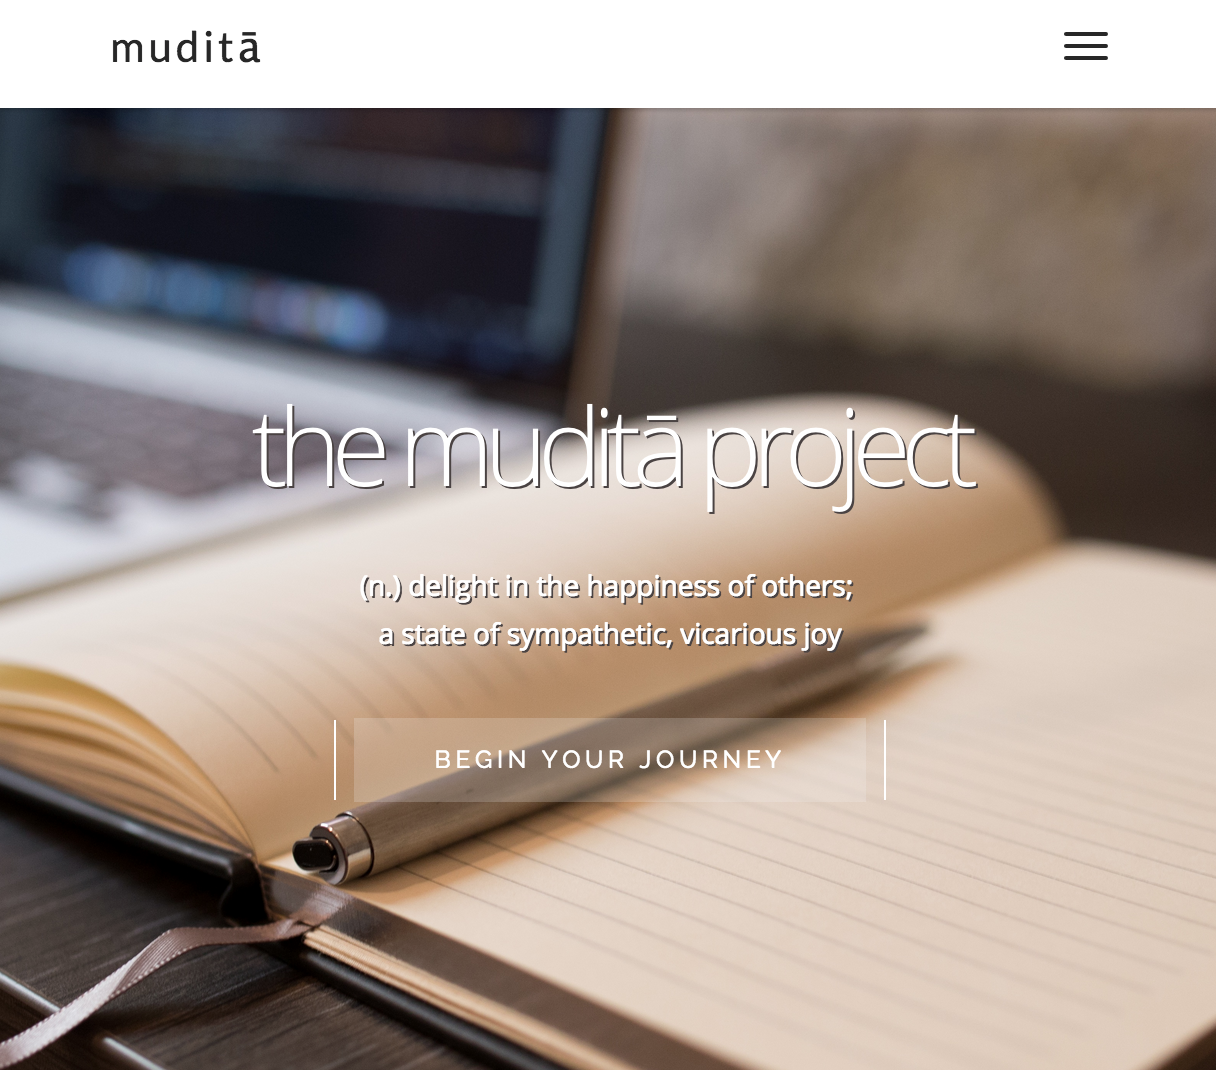 muditā
the muditā project
(n.) delight in the happiness of others;
a state of sympathetic, vicarious joy
BEGIN YOUR JOURNEY